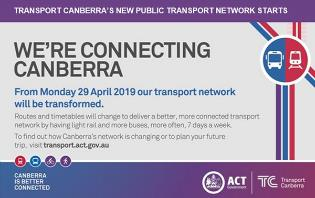 TRANSPORT CANBERRA'S NEW PUBLIC TRANSPORT NETWORK STARTS
WE'RE CONNECTING
CANBERRA
From Monday 29 April 2019 our transport network
will be transformed.
Routes and timetables will change to deliver a better, more connected transport
network by having light rail and more buses, more often, 7 days a week.
To find out how Canberra's network is changing or to plan your future
trip, visit transport.act.gov.au
CANBERRA
IS BETTER
CONNECTED
ACT
Government
TC
Transport
Canberra